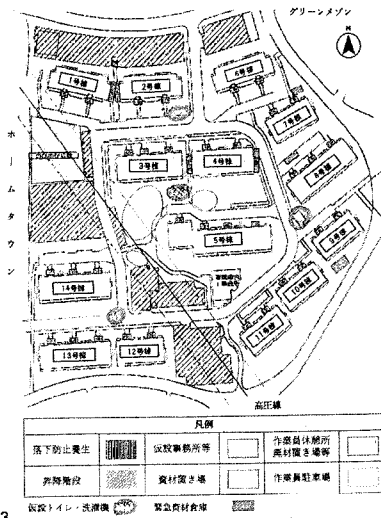 グリーンメゾン
N
1号棟
2号棟
6号棟
7号棟
8号棟
3号棟
4号棟
ホームタウン
5号棟
9号棟
10号棟
14号棟
11号棟
13号棟
12号棟
高圧線
凡例
落下防止養生
仮設事務所等
作業員休憩所
資材置き場等
昇降階段
資材置き場
作業員駐車場
仮設トイレ・洗濯機
緊急資材倉庫
3